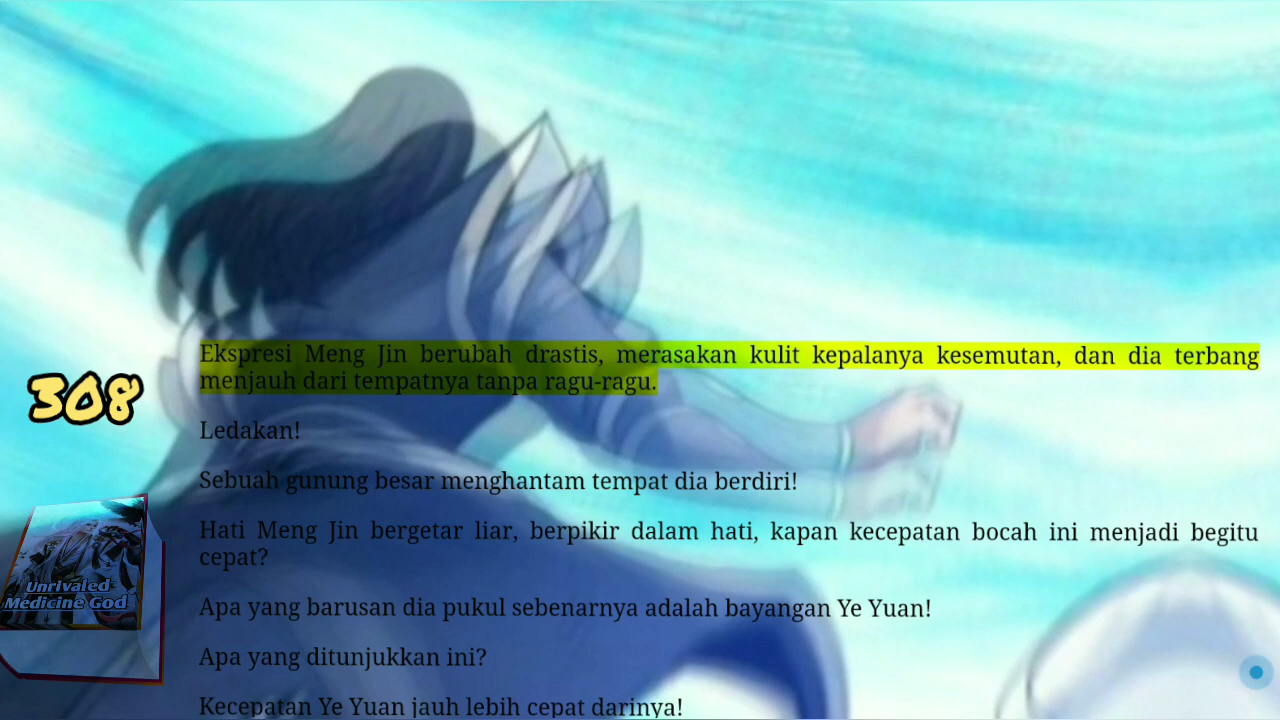 Ekspresi Meng Jin berubah drastis, merasakan kulit kepalanya kesemutan, dan dia terbang
menjauh dari tempatnya tanpa ragu-ragu.
308
Ledakan!
Sebuah gunung besar menghantam tempat dia berdiri!
Hati Meng Jin bergetar liar, berpikir dalam hati, kapan kecepatan bocah ini menjadi begitu
cepat?
Unrivaled
Medicine God
Apa yang barusan dia pukul sebenarnya adalah bayangan Ye Yuan!
Apa yang ditunjukkan ini?
Kecepatan Ye Yuan jauh lebih cepat darinya!